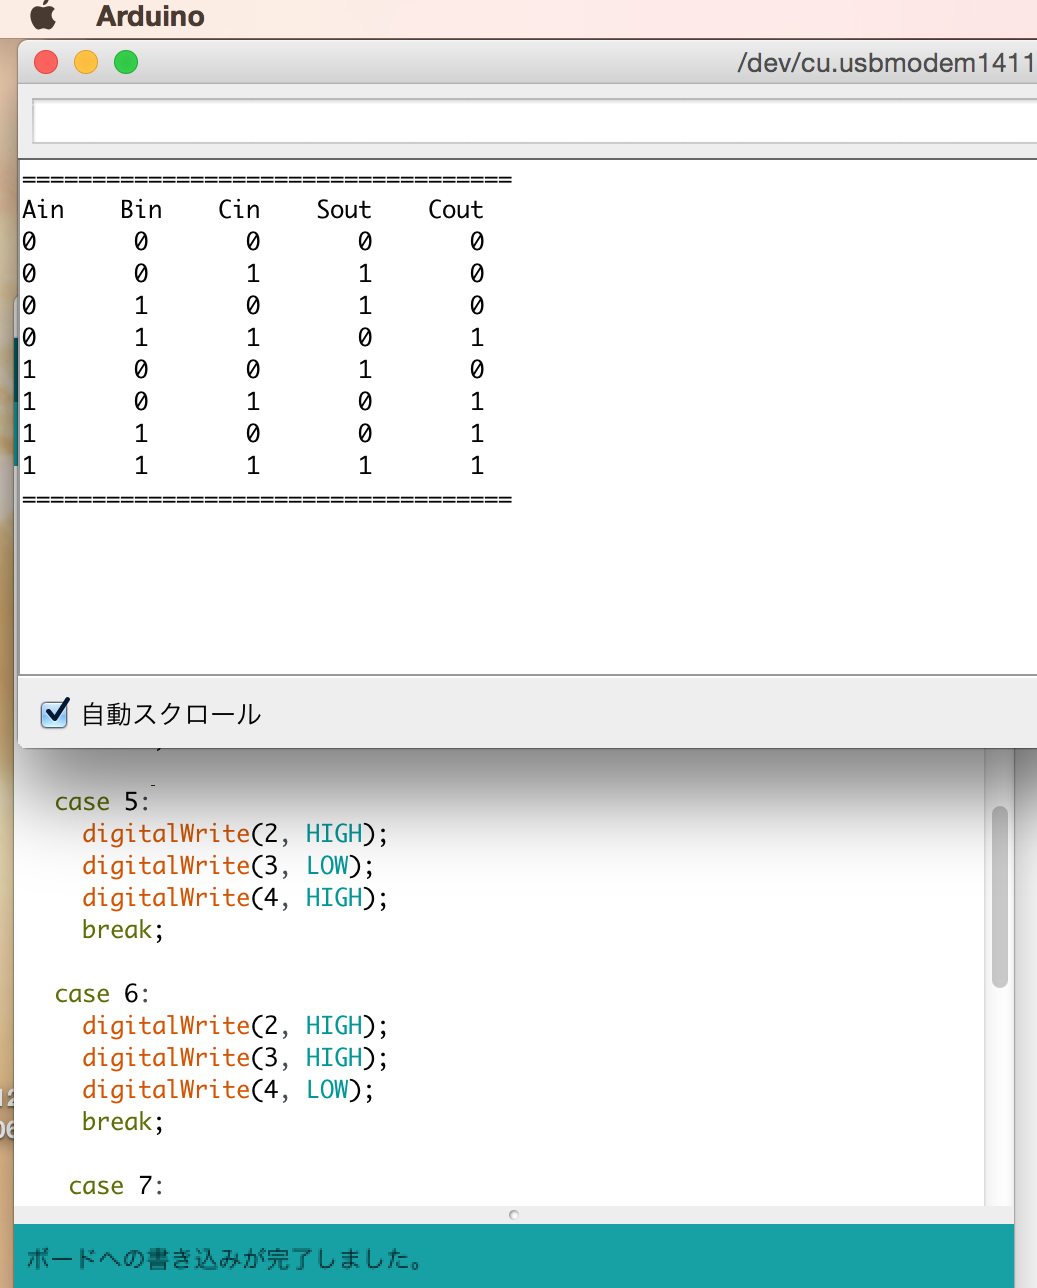 Arduino
/dev/cu.usbmodem1411
===================================
Ain    Bin    Cin    Sout    Cout
0       0       0       0       0
0       0       1       1       0
0       1       0       1       0
0       1       1       0       1
1       0       0       1       0
1       0       1       0       1
1       1       0       0       1
1       1       1       1       1
===================================
自動スクロール
case 5:
digitalWrite(2, HIGH);
digitalWrite(3, LOW);
digitalWrite(4, HIGH);
break;
case 6:
digitalWrite(2, HIGH);
digitalWrite(3, HIGH);
digitalWrite(4, LOW);
break;
case 7:
ボードへの書き込みが完了しました。